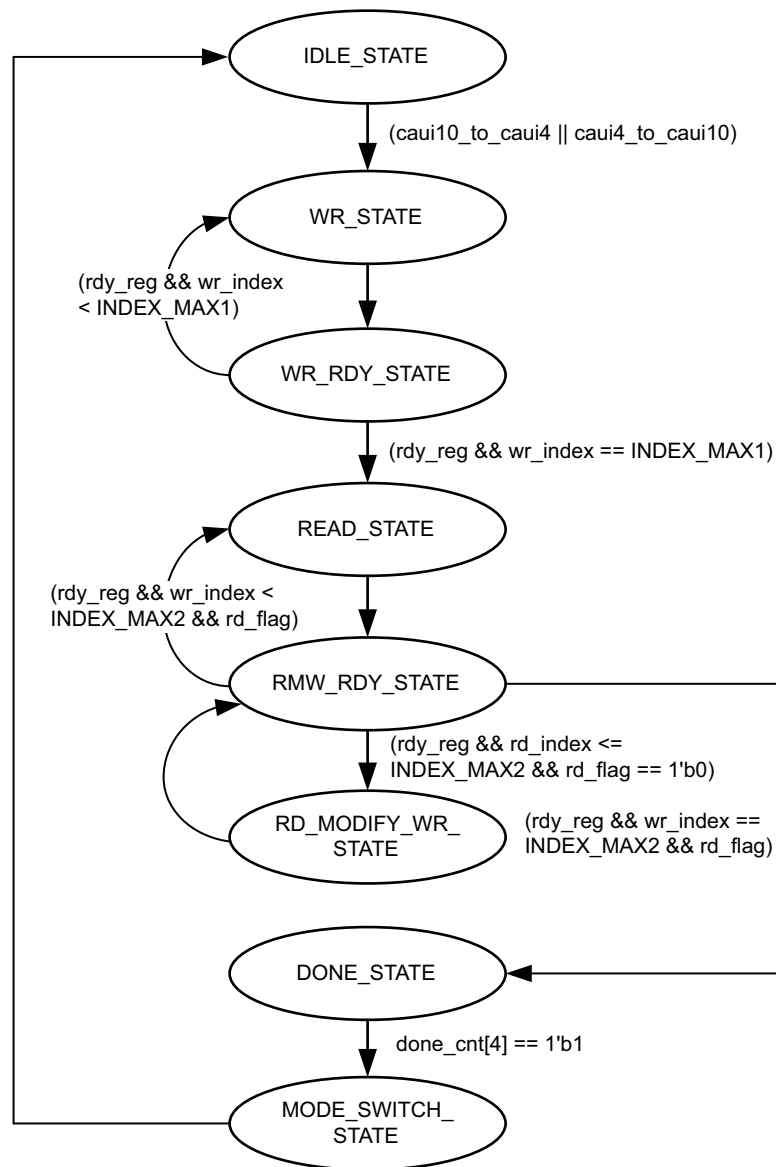 IDLE_STATE
(caui10_to_caui4 || caui4_to_caui10)
WR_STATE
(rdy_reg && wr_index
< INDEX_MAX1)
WR_RDY_STATE
(rdy_reg && wr_index == INDEX_MAX1)
READ_STATE
(rdy_reg && wr_index <
INDEX_MAX2 && rd_flag)
RMW_RDY_STATE
(rdy_reg && rd_index <=
INDEX_MAX2 && rd_flag == 1'b0)
RD_MODIFY_WR_
STATE
(rdy_reg && wr_index ==
INDEX_MAX2 && rd_flag)
DONE_STATE
done_cnt[4] == 1'b1
MODE_SWITCH_
STATE